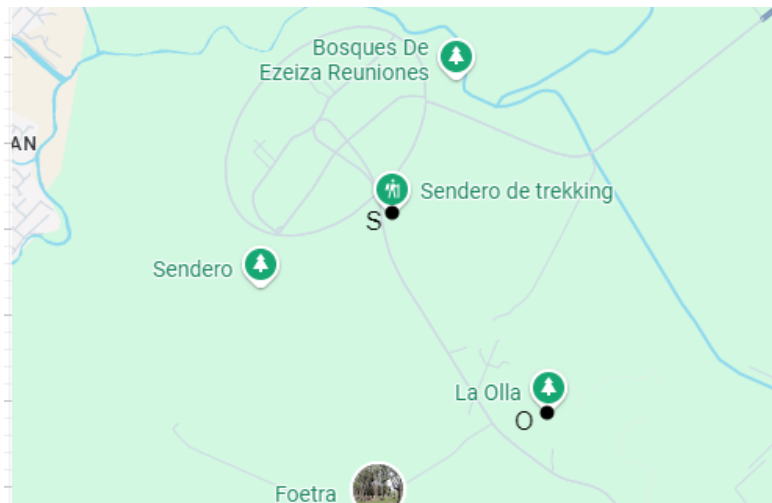 Bosques De
Ezeiza Reuniones
AN
Sendero de trekking
S
Sendero
La Olla
O
Foetra